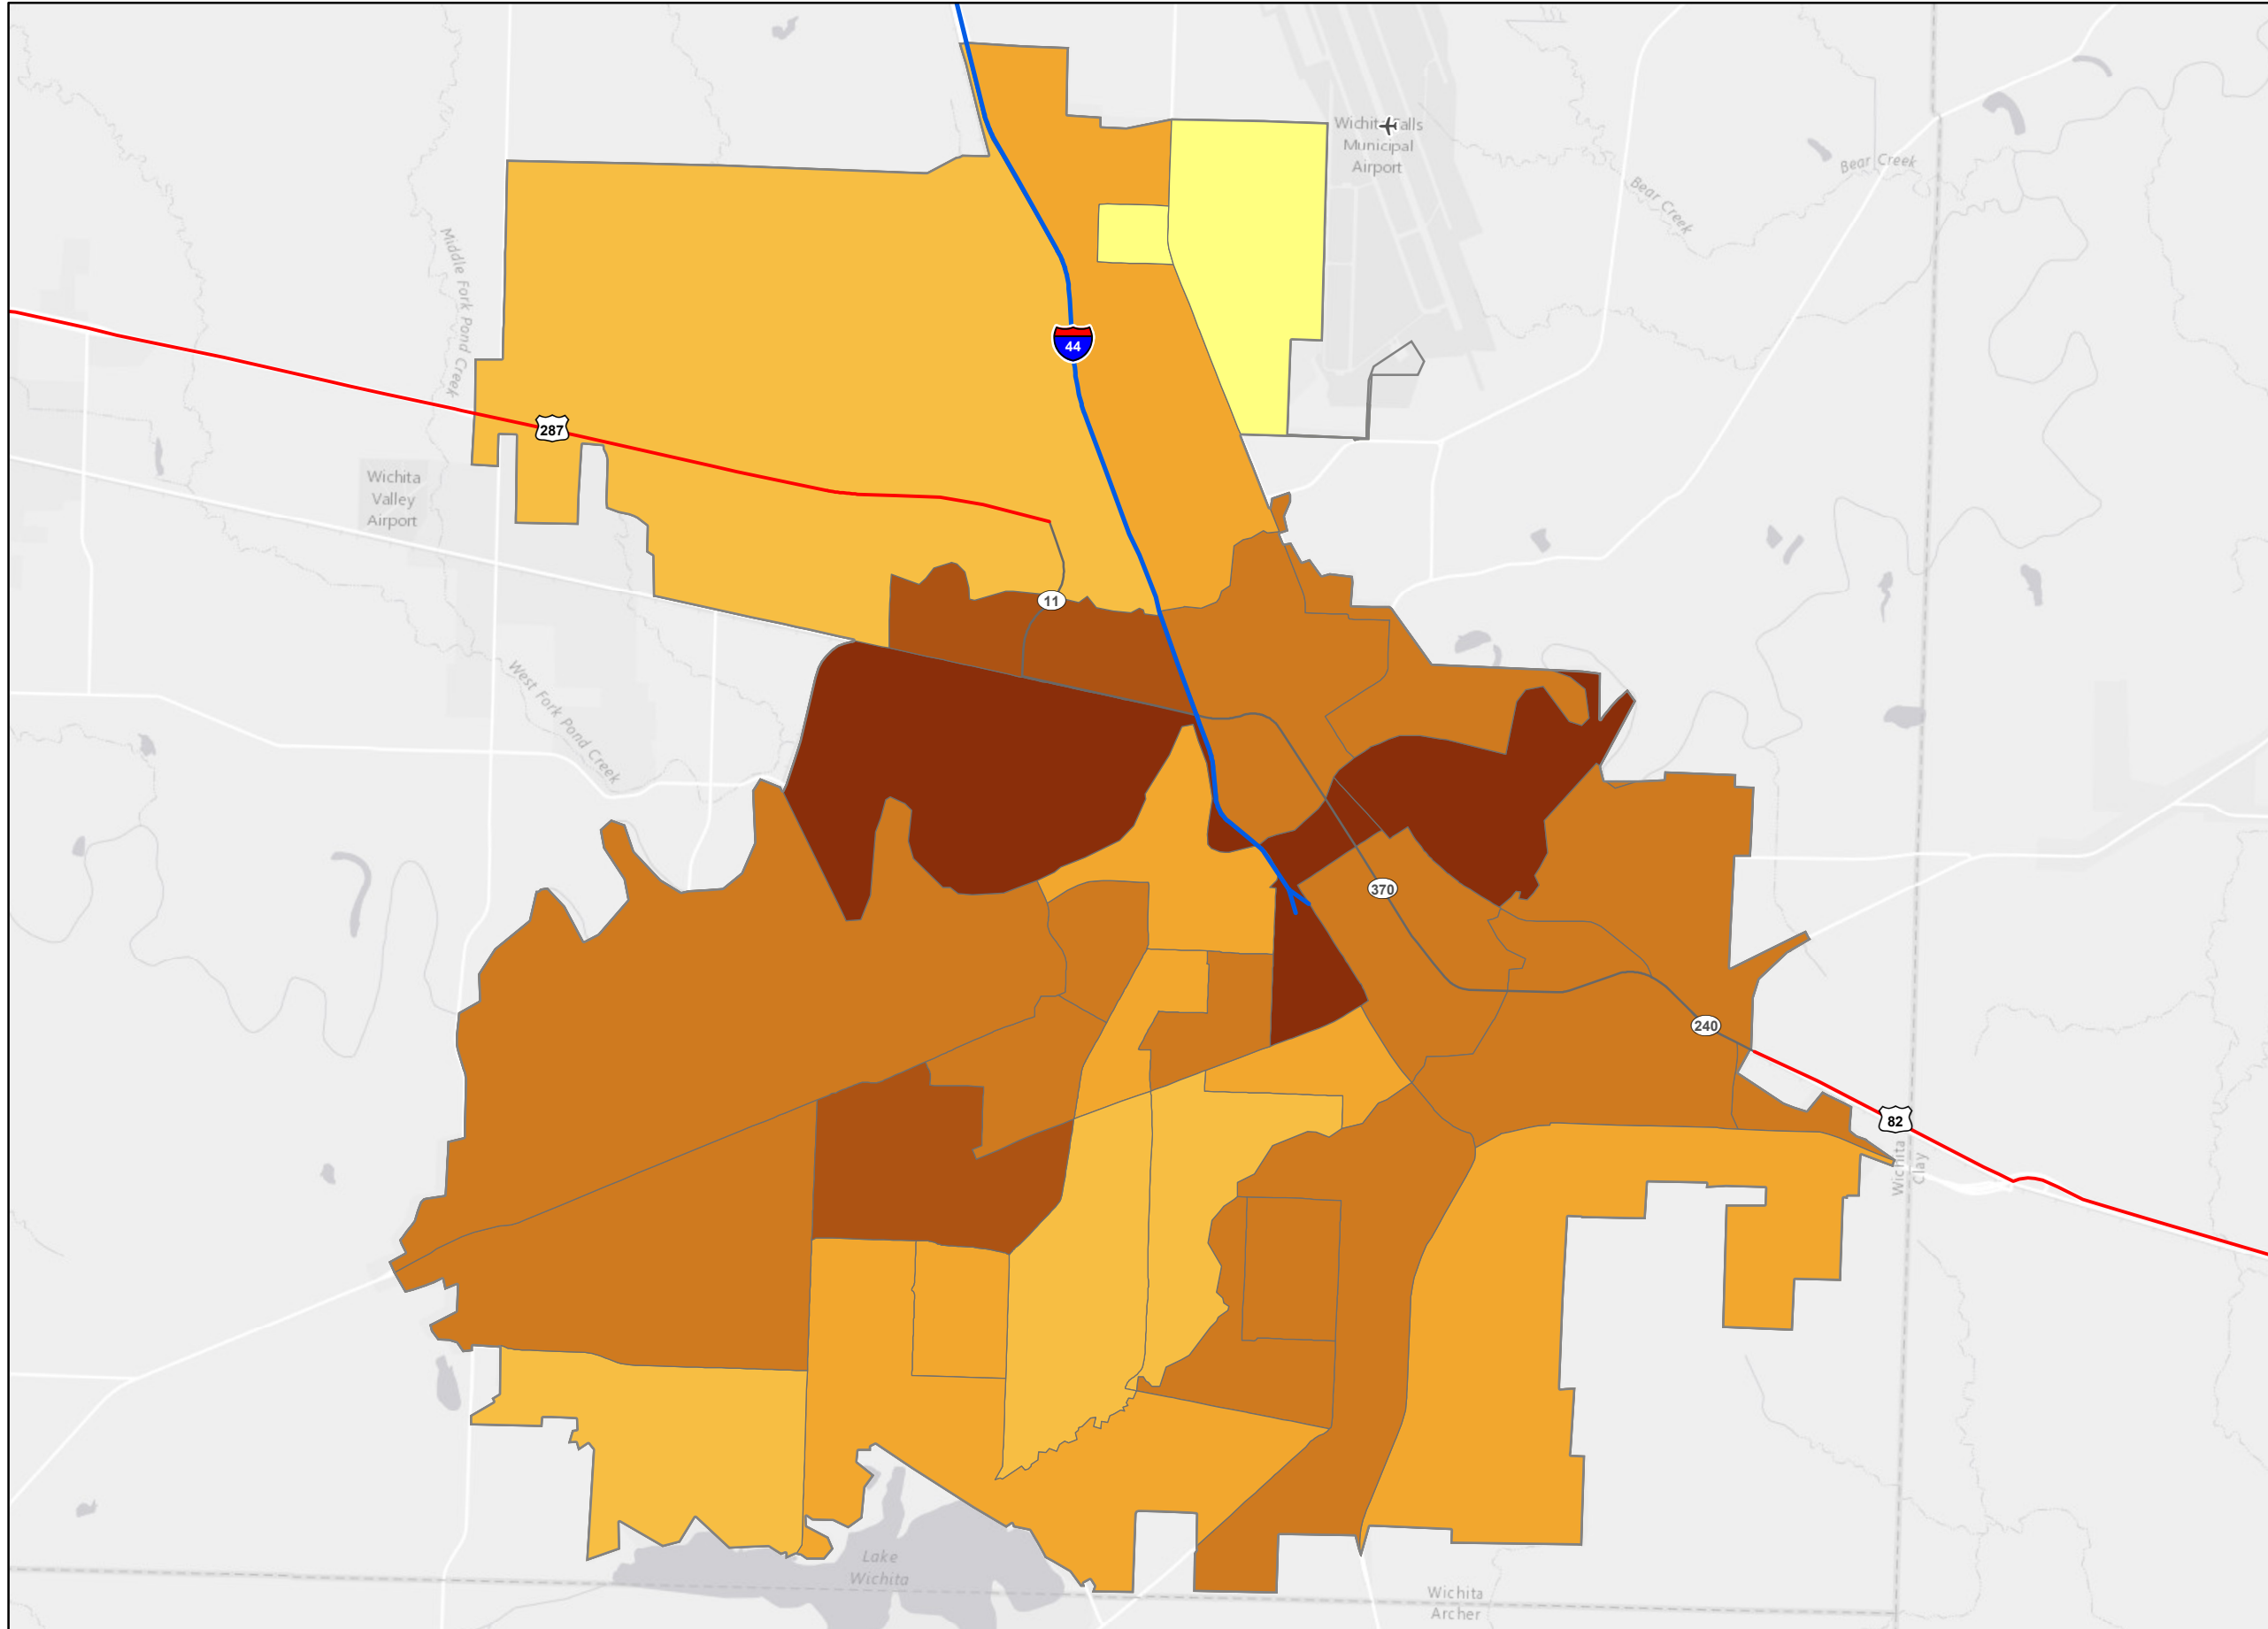 Wichita Falls
Municipal
Airport
Bear Creek
Bear Creek
Middle Fork Pond Creek
44
287
Wichita
Valley
Airport
11
West Fork Pond Creek
370
240
82
Wichita
Clay
Lake
Wichita
Wichita
Archer